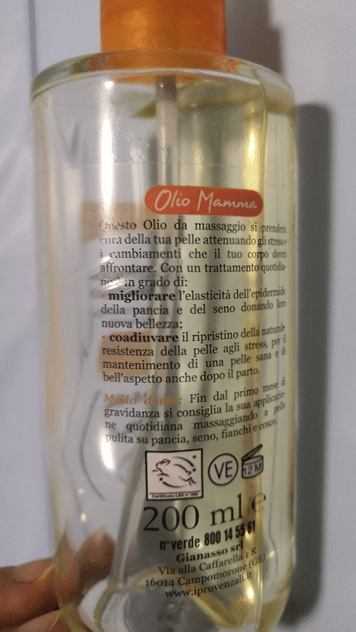 Olio Mamma
Questo Olio da massaggio si prenderà
cura della tua pelle attenuando gli stress e
i cambiamenti che il tuo corpo dovrà
affrontare. Con un trattamento quotidia-
no è in grado di:
• migliorare l'elasticità dell'epidermide
della pancia e del seno donando loro
nuova bellezza;
• coadiuvare il ripristino della naturale
resistenza della pelle agli stress, per il
mantenimento di una pelle sana e di
bell'aspetto anche dopo il parto.
Modo d'uso: Fin dal primo mese di
gravidanza si consiglia la sua applicazio-
ne quotidiana massaggiando a pelle
pulita su pancia, seno, fianchi e cosce.
VE
12 M
200 ml e
n°verde 800 14 55 61
Gianasso srl
Via alla Caffarella 1 R
16014 Campomorone (GE)
www.iprovenzali.it